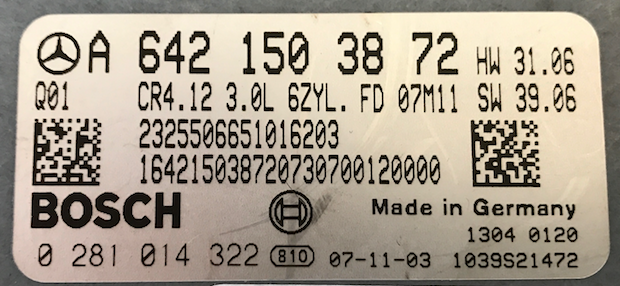 A 642 150 38 72 HW 31.06
Q01 CR4.12 3.0L 6ZYL. FD 07M11 SW 39.06
2325506651016203
164215038720730700120000
BOSCH Made in Germany
1304 0120
0 281 014 322 810 07-11-03 1039S21472